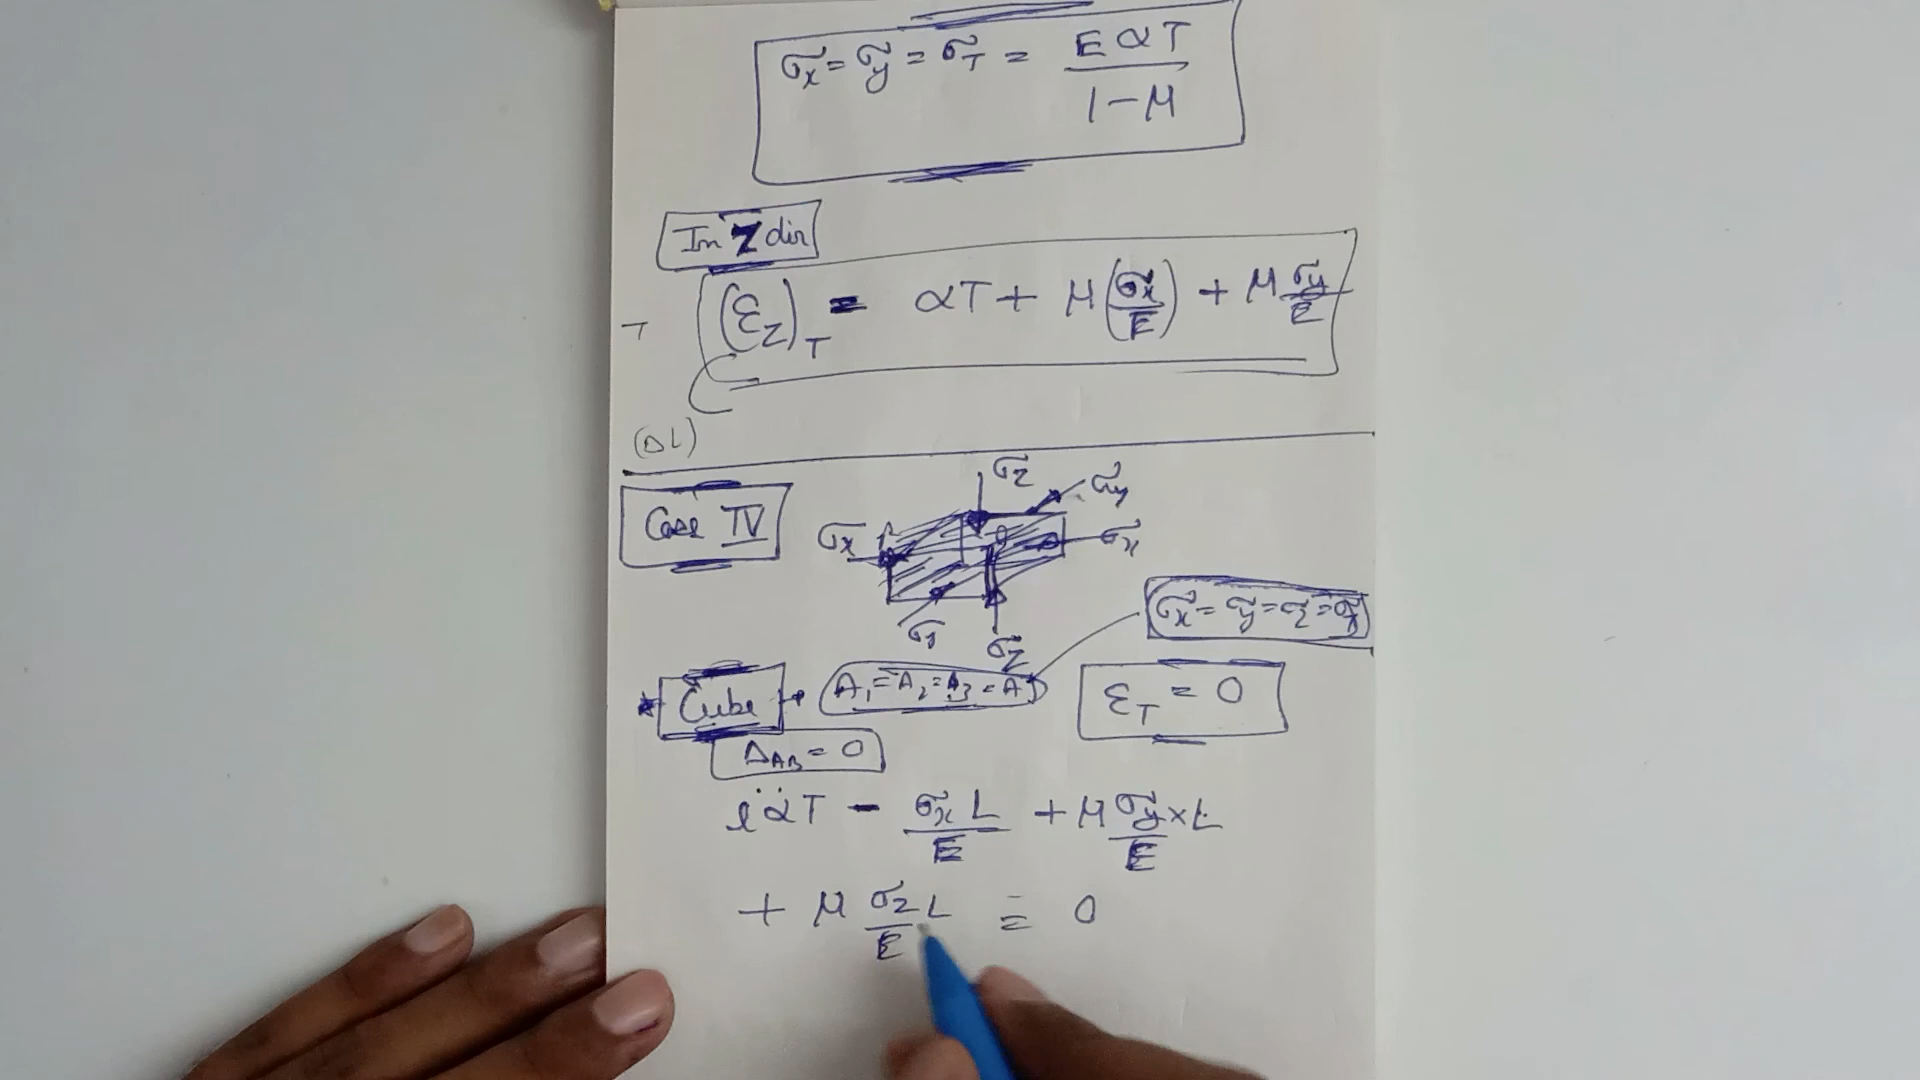 σx = σy = σT = EαT / 1-μ
In Z dir
(εz)T = αT + μ(σx/E) + μ σy/E
(ΔL)
Case IV
σz σy
σx σx
σy σz
σx = σy = σz = σT
Cube A₁ = A₂ = A₃ = A εT = 0
ΔAB = 0
lαT - σx L/E + μ σy/E × L
+ μ σz/E L = 0